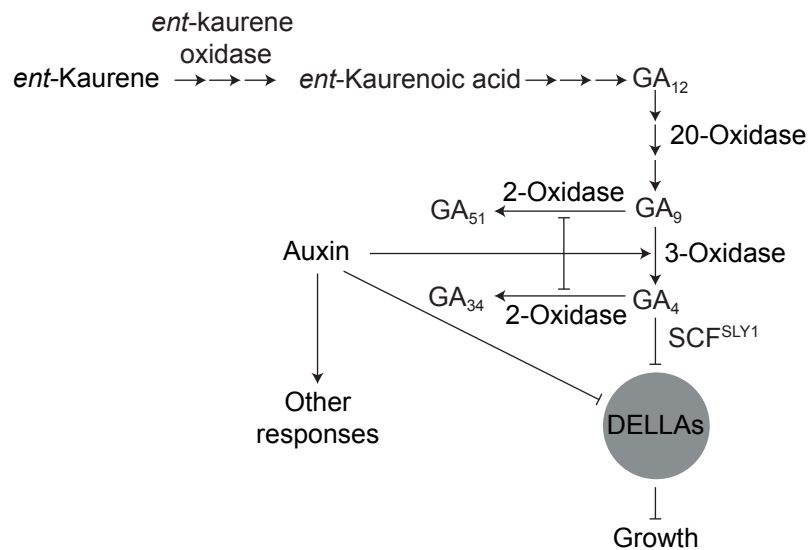 ent-kaurene
oxidase
ent-Kaurene
ent-Kaurenoic acid
GA12
20-Oxidase
2-Oxidase
GA51
GA9
Auxin
3-Oxidase
GA34
GA4
2-Oxidase
SCFSLY1
Other
responses
DELLAs
Growth